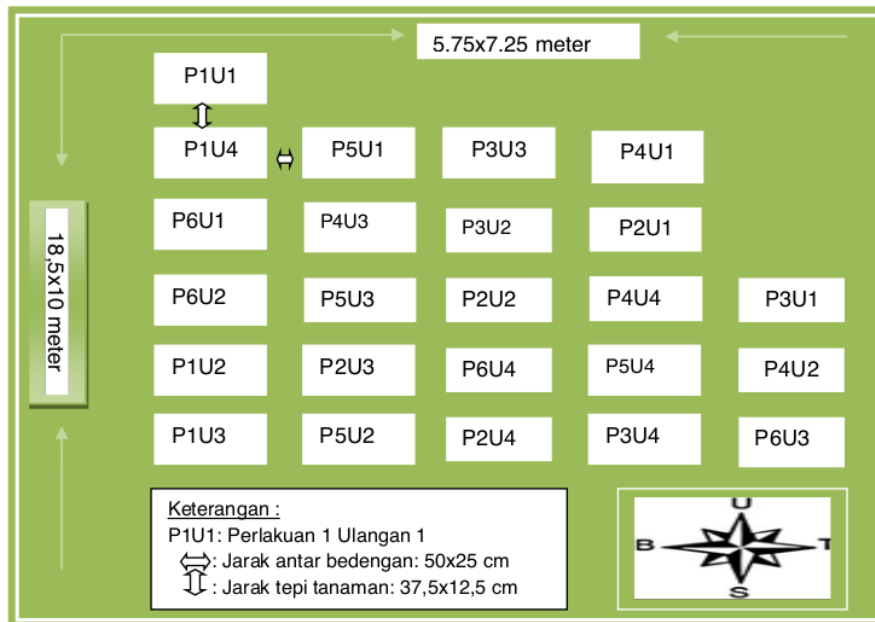 5.75x7.25 meter
P1U1
P1U4 P5U1 P3U3 P4U1
P6U1 P4U3 P3U2 P2U1
18,5x10 meter
P6U2 P5U3 P2U2 P4U4 P3U1
P1U2 P2U3 P6U4 P5U4 P4U2
P1U3 P5U2 P2U4 P3U4 P6U3
Keterangan :
P1U1: Perlakuan 1 Ulangan 1
: Jarak antar bedengan: 50x25 cm
: Jarak tepi tanaman: 37,5x12,5 cm
U
B T
S